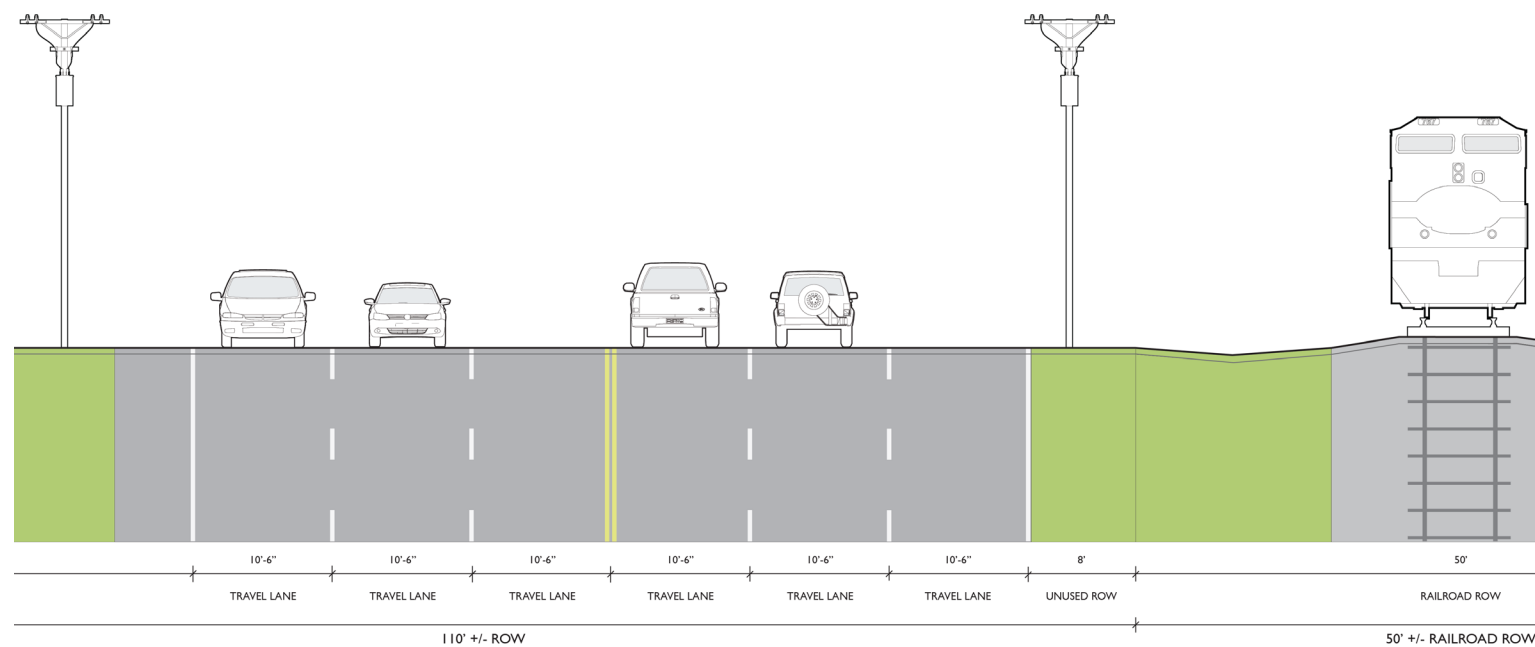 10'-6" 10'-6" 10'-6" 10'-6" 10'-6" 10'-6" 8' 50'
TRAVEL LANE TRAVEL LANE TRAVEL LANE TRAVEL LANE TRAVEL LANE TRAVEL LANE UNUSED ROW RAILROAD ROW
110' +/- ROW 50' +/- RAILROAD ROW